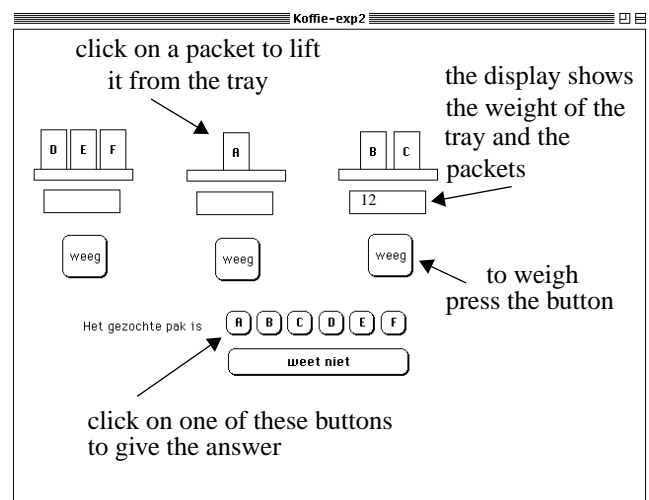 Koffie-exp2
click on a packet to lift
it from the tray
the display shows
the weight of the
tray and the
packets
D E F
A
B C
12
weeg
weeg
weeg
to weigh
press the button
Het gezochte pak is A B C D E F
weet niet
click on one of these buttons
to give the answer